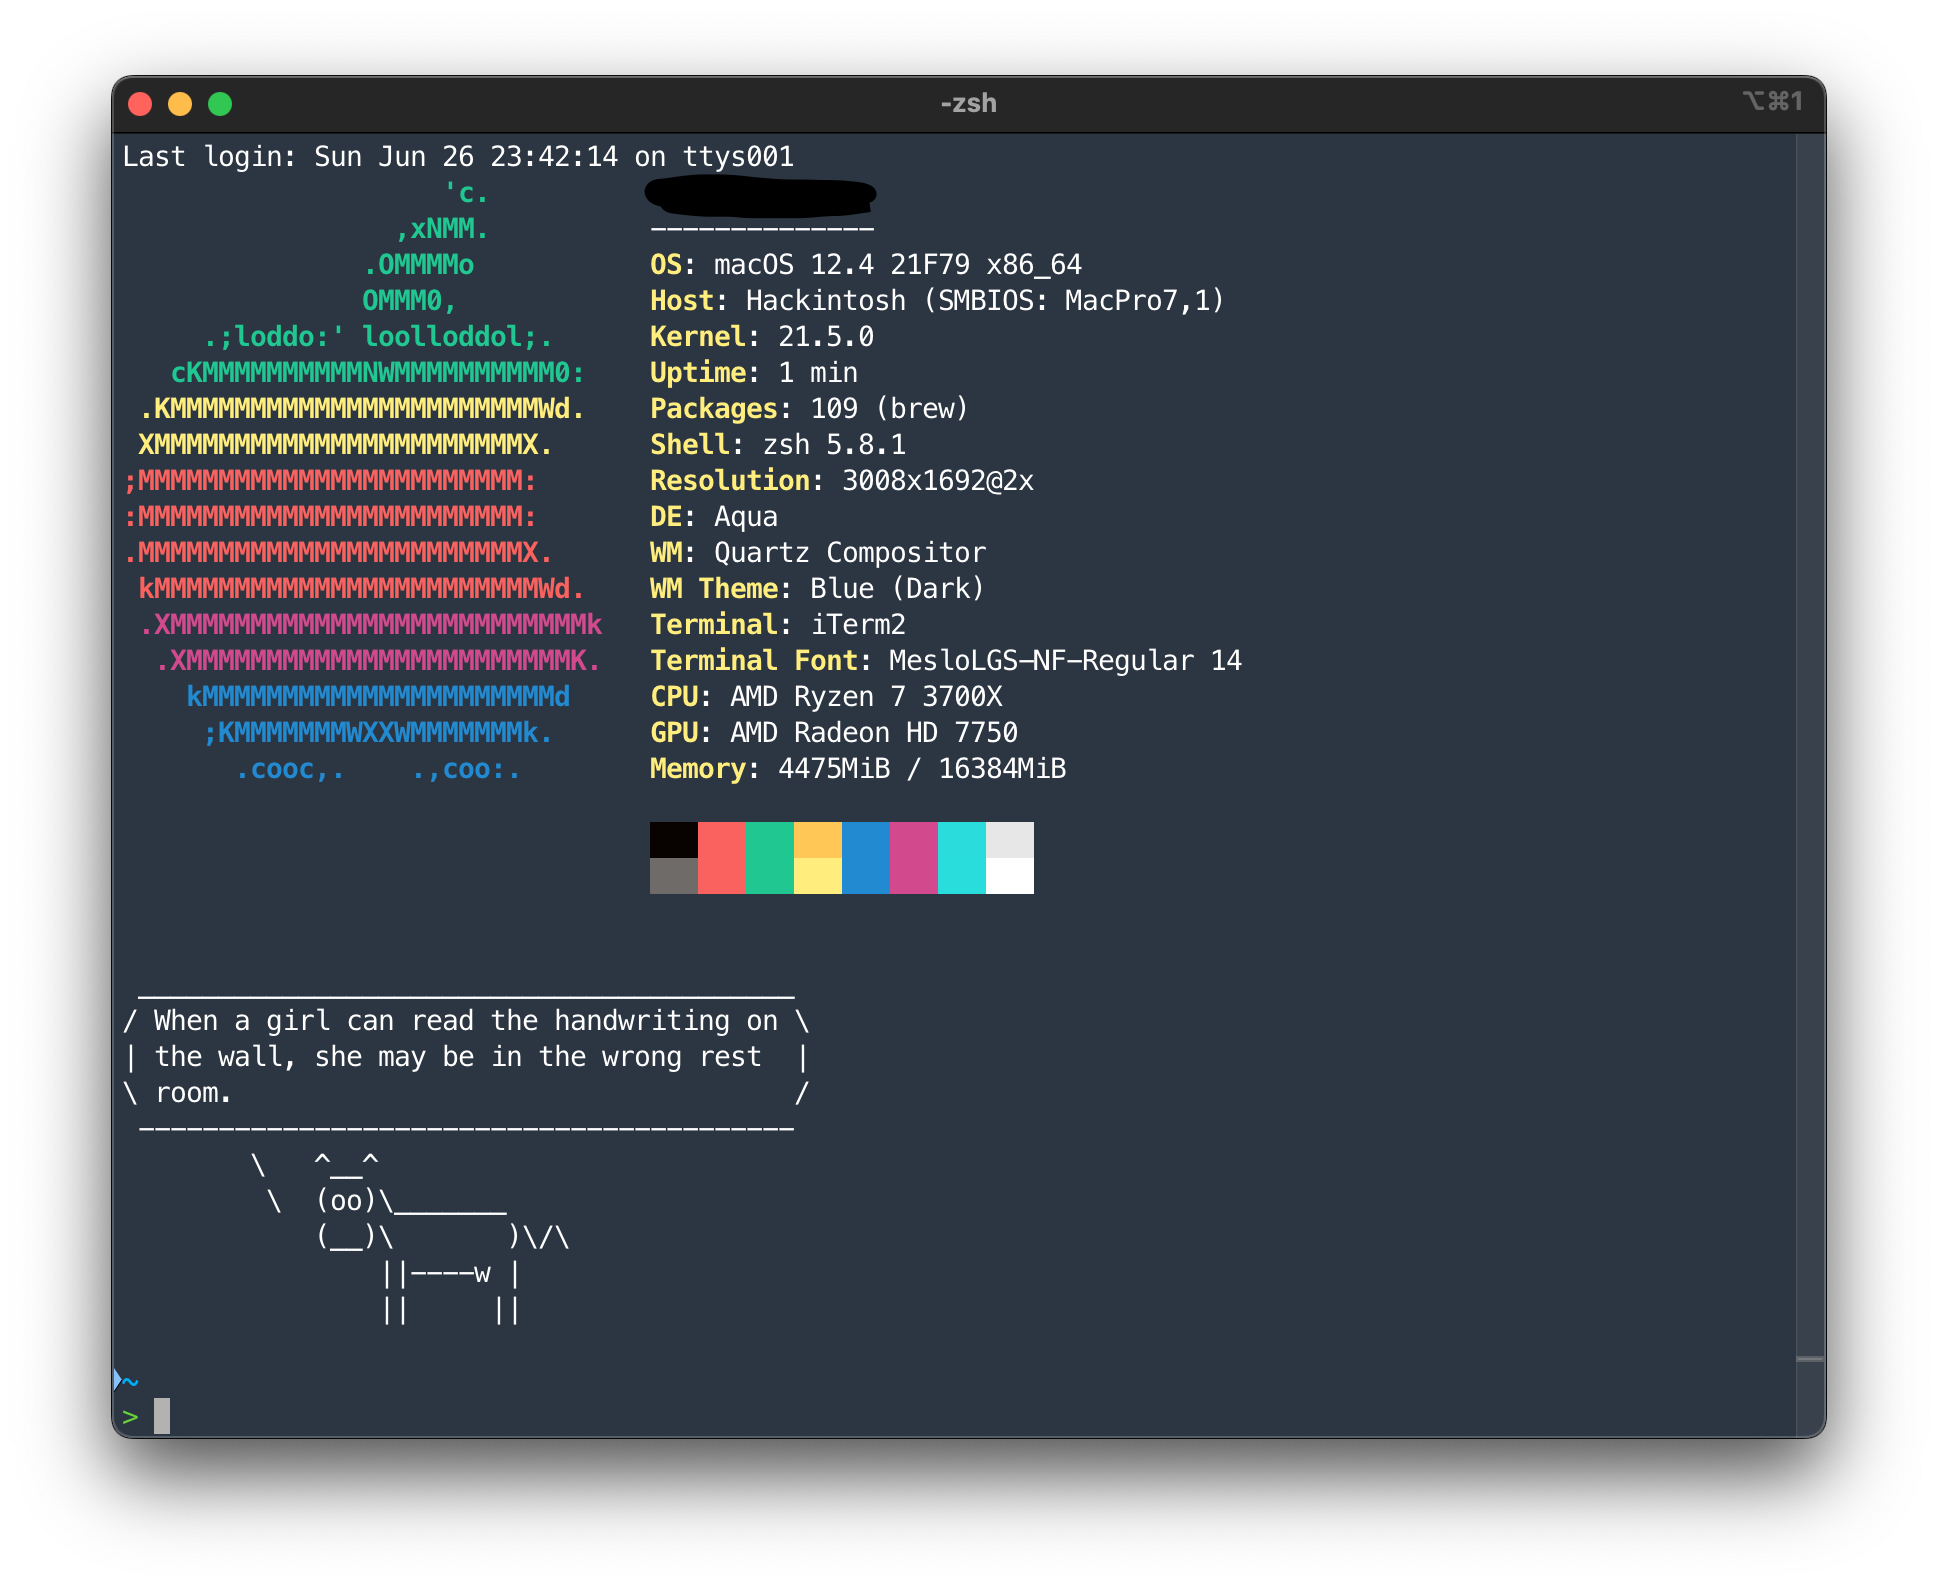 -zsh
⌥⌘1
Last login: Sun Jun 26 23:42:14 on ttys001
                    'c.
                 ,xNMM.          --------------
               .OMMMMo           OS: macOS 12.4 21F79 x86_64
               OMMM0,            Host: Hackintosh (SMBIOS: MacPro7,1)
     .;loddo:' loolloddol;.      Kernel: 21.5.0
   cKMMMMMMMMMMNWMMMMMMMMMM0:    Uptime: 1 min
 .KMMMMMMMMMMMMMMMMMMMMMMMWd.    Packages: 109 (brew)
 XMMMMMMMMMMMMMMMMMMMMMMMX.      Shell: zsh 5.8.1
;MMMMMMMMMMMMMMMMMMMMMMMM:       Resolution: 3008x1692@2x
:MMMMMMMMMMMMMMMMMMMMMMMM:       DE: Aqua
.MMMMMMMMMMMMMMMMMMMMMMMMX.      WM: Quartz Compositor
 kMMMMMMMMMMMMMMMMMMMMMMMMWd.    WM Theme: Blue (Dark)
 .XMMMMMMMMMMMMMMMMMMMMMMMMMMk   Terminal: iTerm2
  .XMMMMMMMMMMMMMMMMMMMMMMMMK.   Terminal Font: MesloLGS-NF-Regular 14
    kMMMMMMMMMMMMMMMMMMMMMMd     CPU: AMD Ryzen 7 3700X
     ;KMMMMMMMWXXWMMMMMMMk.      GPU: AMD Radeon HD 7750
       .cooc,.    .,coo:.        Memory: 4475MiB / 16384MiB
 _________________________________________
/ When a girl can read the handwriting on \
| the wall, she may be in the wrong rest  |
\ room.                                   /
 -----------------------------------------
        \   ^__^
         \  (oo)\_______
            (__)\       )\/\
                ||----w |
                ||     ||
~
>